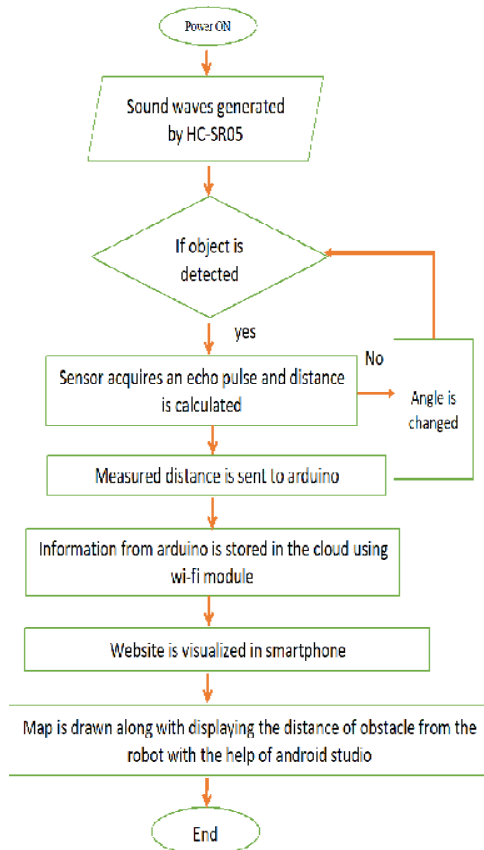 Power ON
Sound waves generated
by HC-SR05
If object is
detected
yes
No
Sensor acquires an echo pulse and distance
is calculated
Angle is
changed
Measured distance is sent to arduino
Information from arduino is stored in the cloud using
wi-fi module
Website is visualized in smartphone
Map is drawn along with displaying the distance of obstacle from the
robot with the help of android studio
End